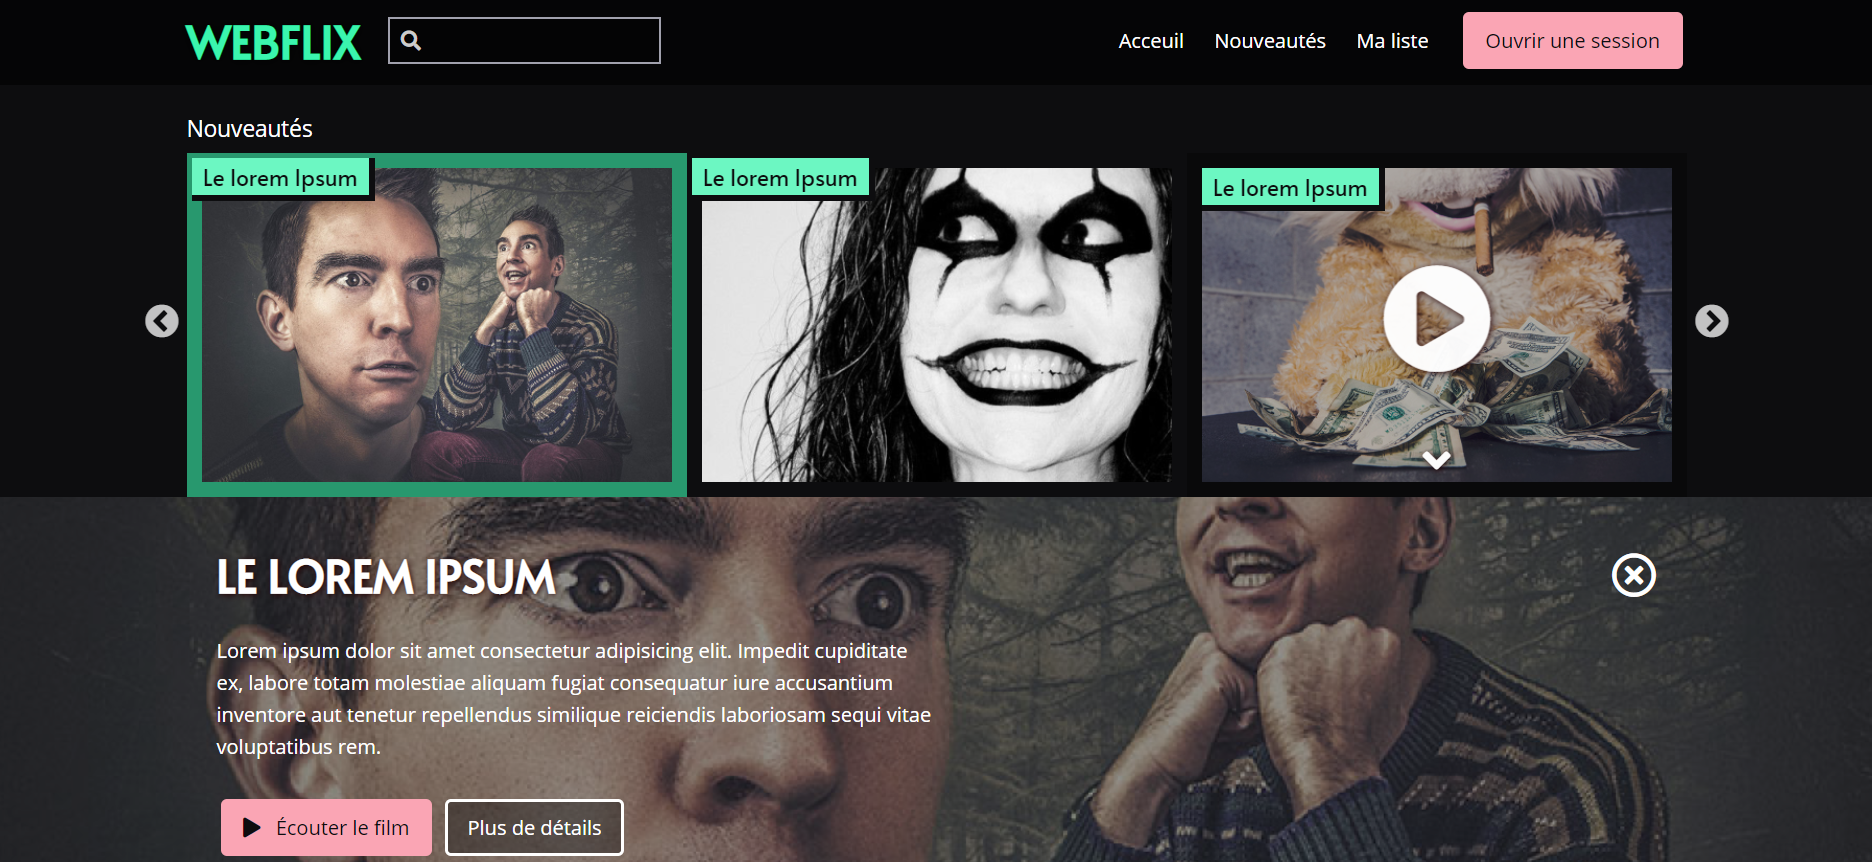 WEBFLIX
Acceuil
Nouveautés
Ma liste
Ouvrir une session
Nouveautés
Le lorem Ipsum
Le lorem Ipsum
Le lorem Ipsum
LE LOREM IPSUM
Lorem ipsum dolor sit amet consectetur adipisicing elit. Impedit cupiditate
ex, labore totam molestiae aliquam fugiat consequatur iure accusantium
inventore aut tenetur repellendus similique reiciendis laboriosam sequi vitae
voluptatibus rem.
Écouter le film
Plus de détails